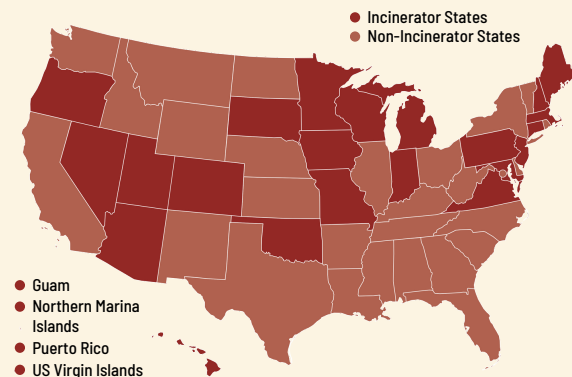 Incinerator States
Non-Incinerator States
Guam
Northern Marina
Islands
Puerto Rico
US Virgin Islands